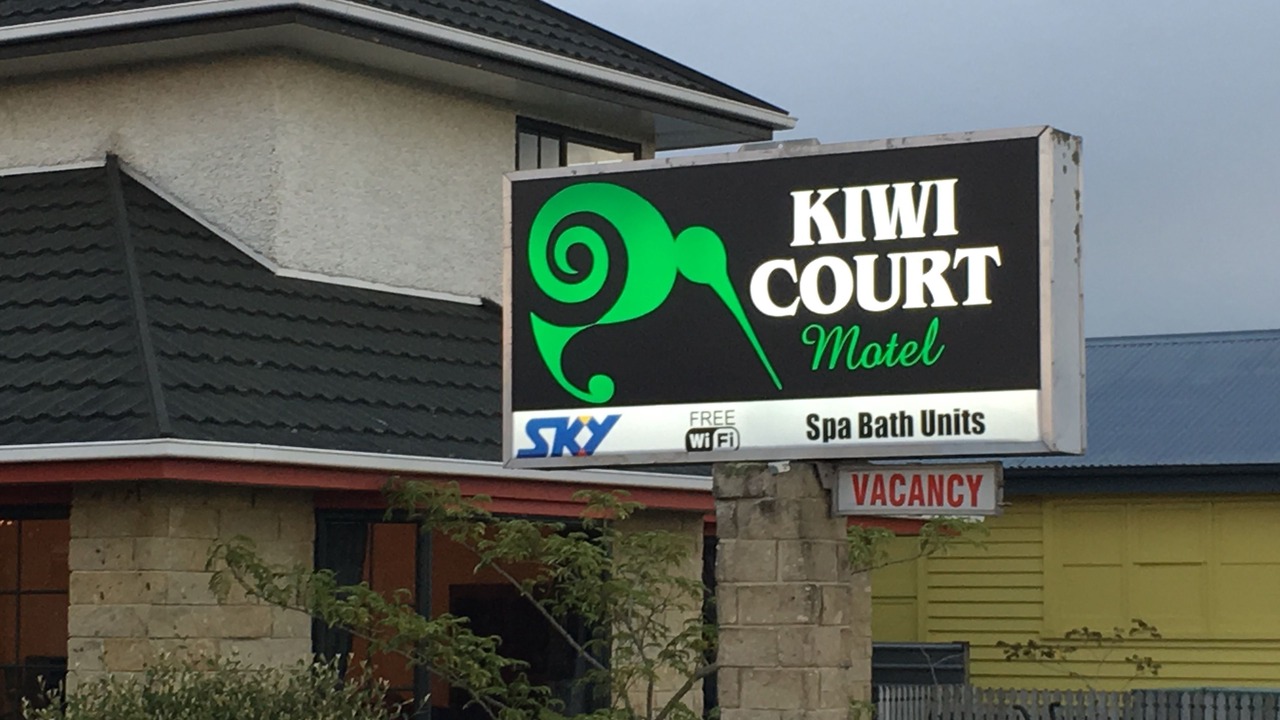 KIWI
COURT
Motel
SKY
FREE
WiFi
Spa Bath Units
VACANCY